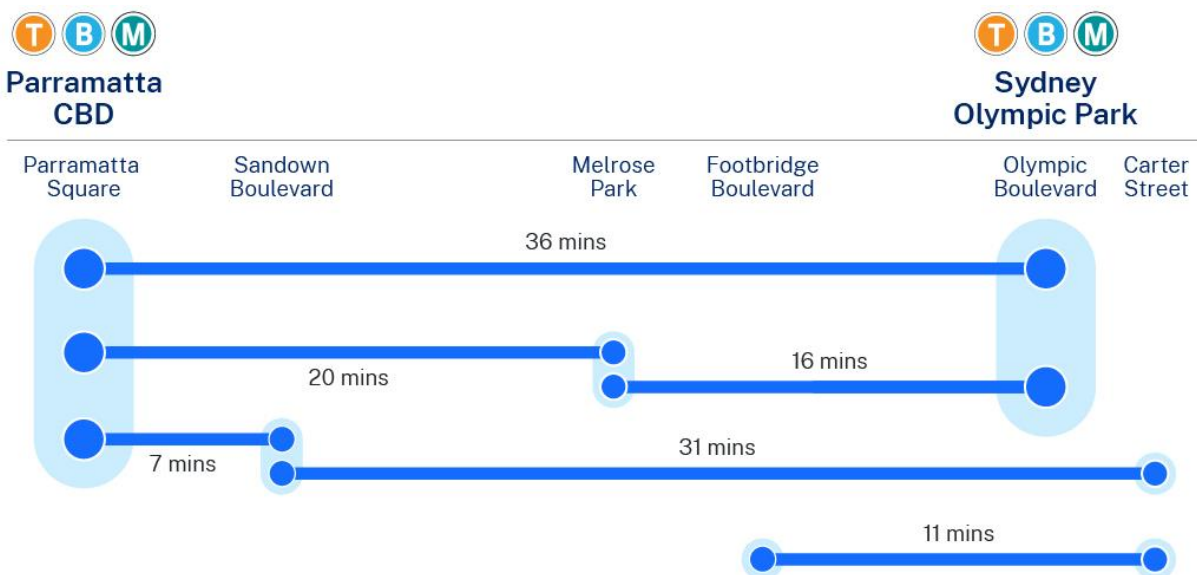 T B M
Parramatta
CBD
T B M
Sydney
Olympic Park
Parramatta
Square
Sandown
Boulevard
Melrose
Park
Footbridge
Boulevard
Olympic
Boulevard
Carter
Street
36 mins
20 mins
16 mins
7 mins
31 mins
11 mins